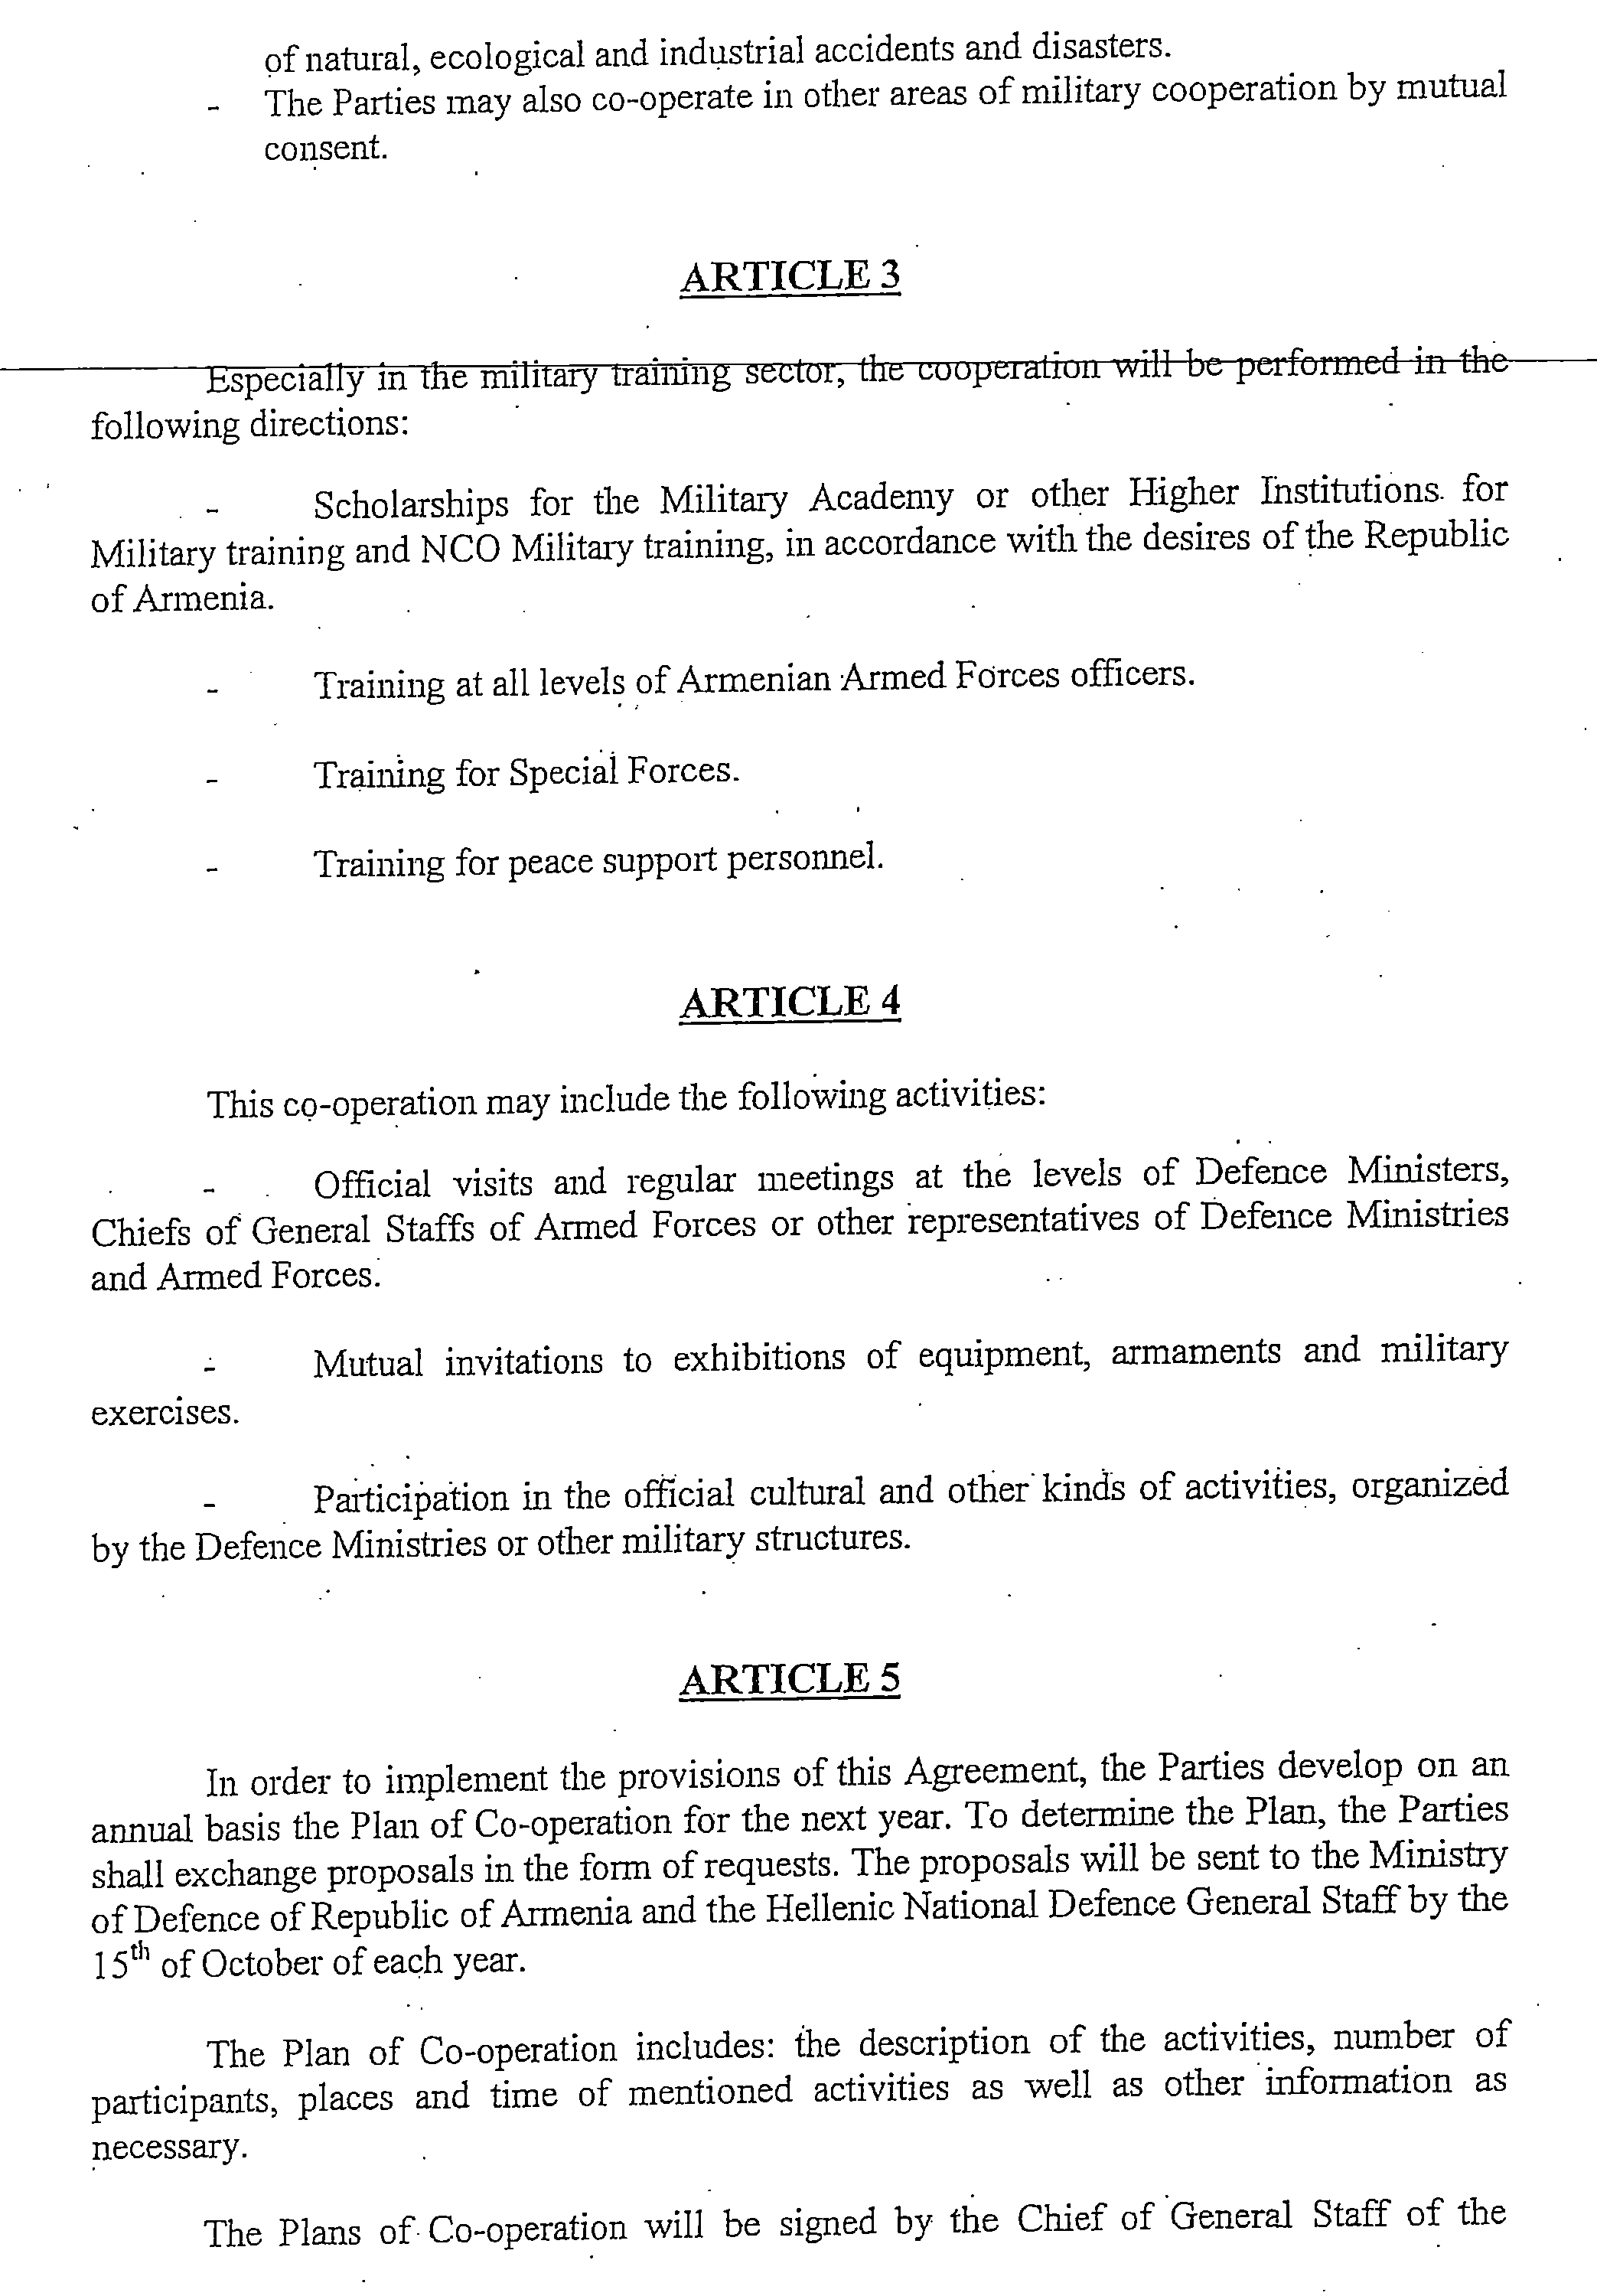 of natural, ecological and industrial accidents and disasters.
- The Parties may also co-operate in other areas of military cooperation by mutual
consent.
ARTICLE 3
Especially in the military training sector, the cooperation will be performed in the
following directions:
- Scholarships for the Military Academy or other Higher Institutions for
Military training and NCO Military training, in accordance with the desires of the Republic
of Armenia.
- Training at all levels of Armenian Armed Forces officers.
- Training for Special Forces.
- Training for peace support personnel.
ARTICLE 4
This co-operation may include the following activities:
- Official visits and regular meetings at the levels of Defence Ministers,
Chiefs of General Staffs of Armed Forces or other representatives of Defence Ministries
and Armed Forces.
- Mutual invitations to exhibitions of equipment, armaments and military
exercises.
- Participation in the official cultural and other kinds of activities, organized
by the Defence Ministries or other military structures.
ARTICLE 5
In order to implement the provisions of this Agreement, the Parties develop on an
annual basis the Plan of Co-operation for the next year. To determine the Plan, the Parties
shall exchange proposals in the form of requests. The proposals will be sent to the Ministry
of Defence of Republic of Armenia and the Hellenic National Defence General Staff by the
15th of October of each year.
The Plan of Co-operation includes: the description of the activities, number of
participants, places and time of mentioned activities as well as other information as
necessary.
The Plans of Co-operation will be signed by the Chief of General Staff of the